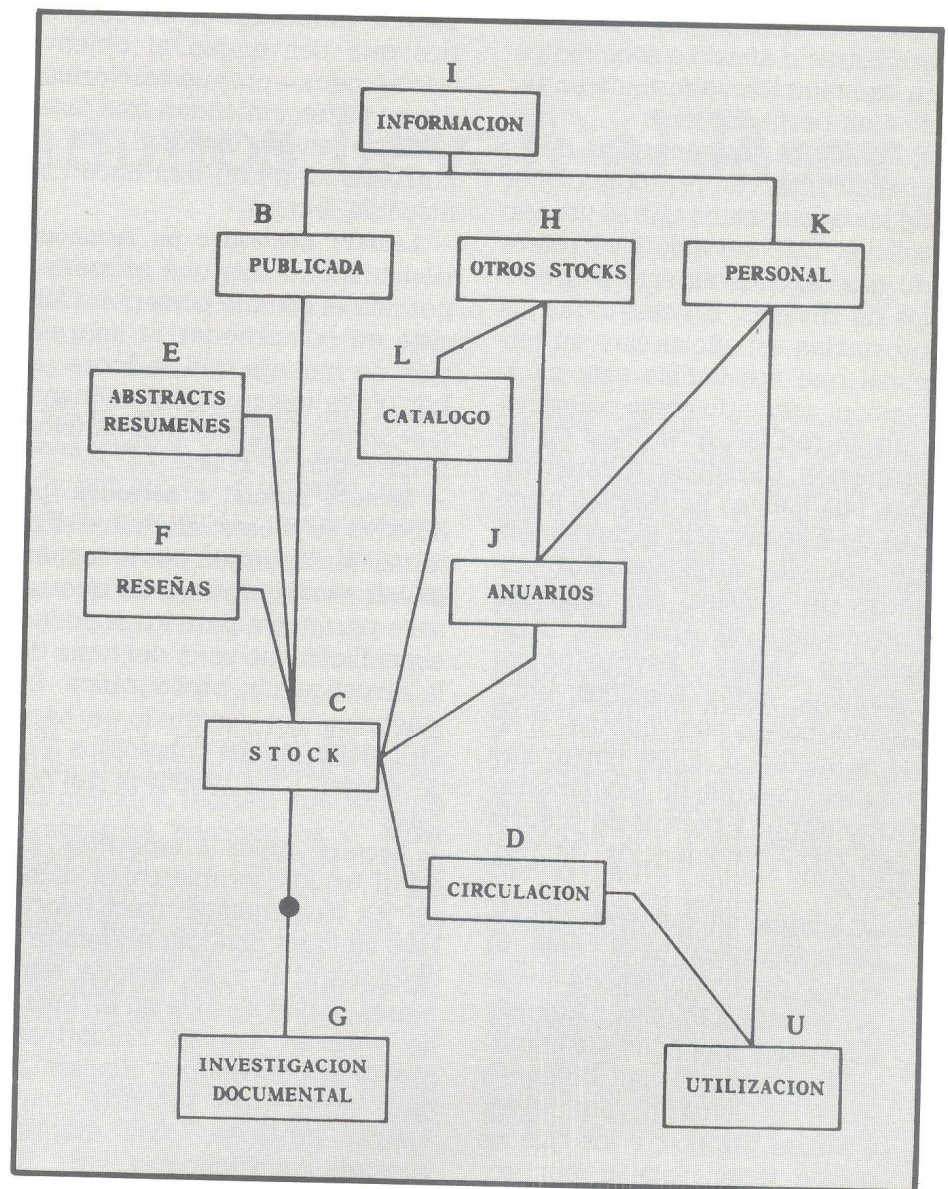 I
INFORMACION
B
PUBLICADA
H
OTROS STOCKS
K
PERSONAL
E
ABSTRACTS
RESUMENES
L
CATALOGO
F
RESEÑAS
J
ANUARIOS
C
STOCK
D
CIRCULACION
G
INVESTIGACION
DOCUMENTAL
U
UTILIZACION